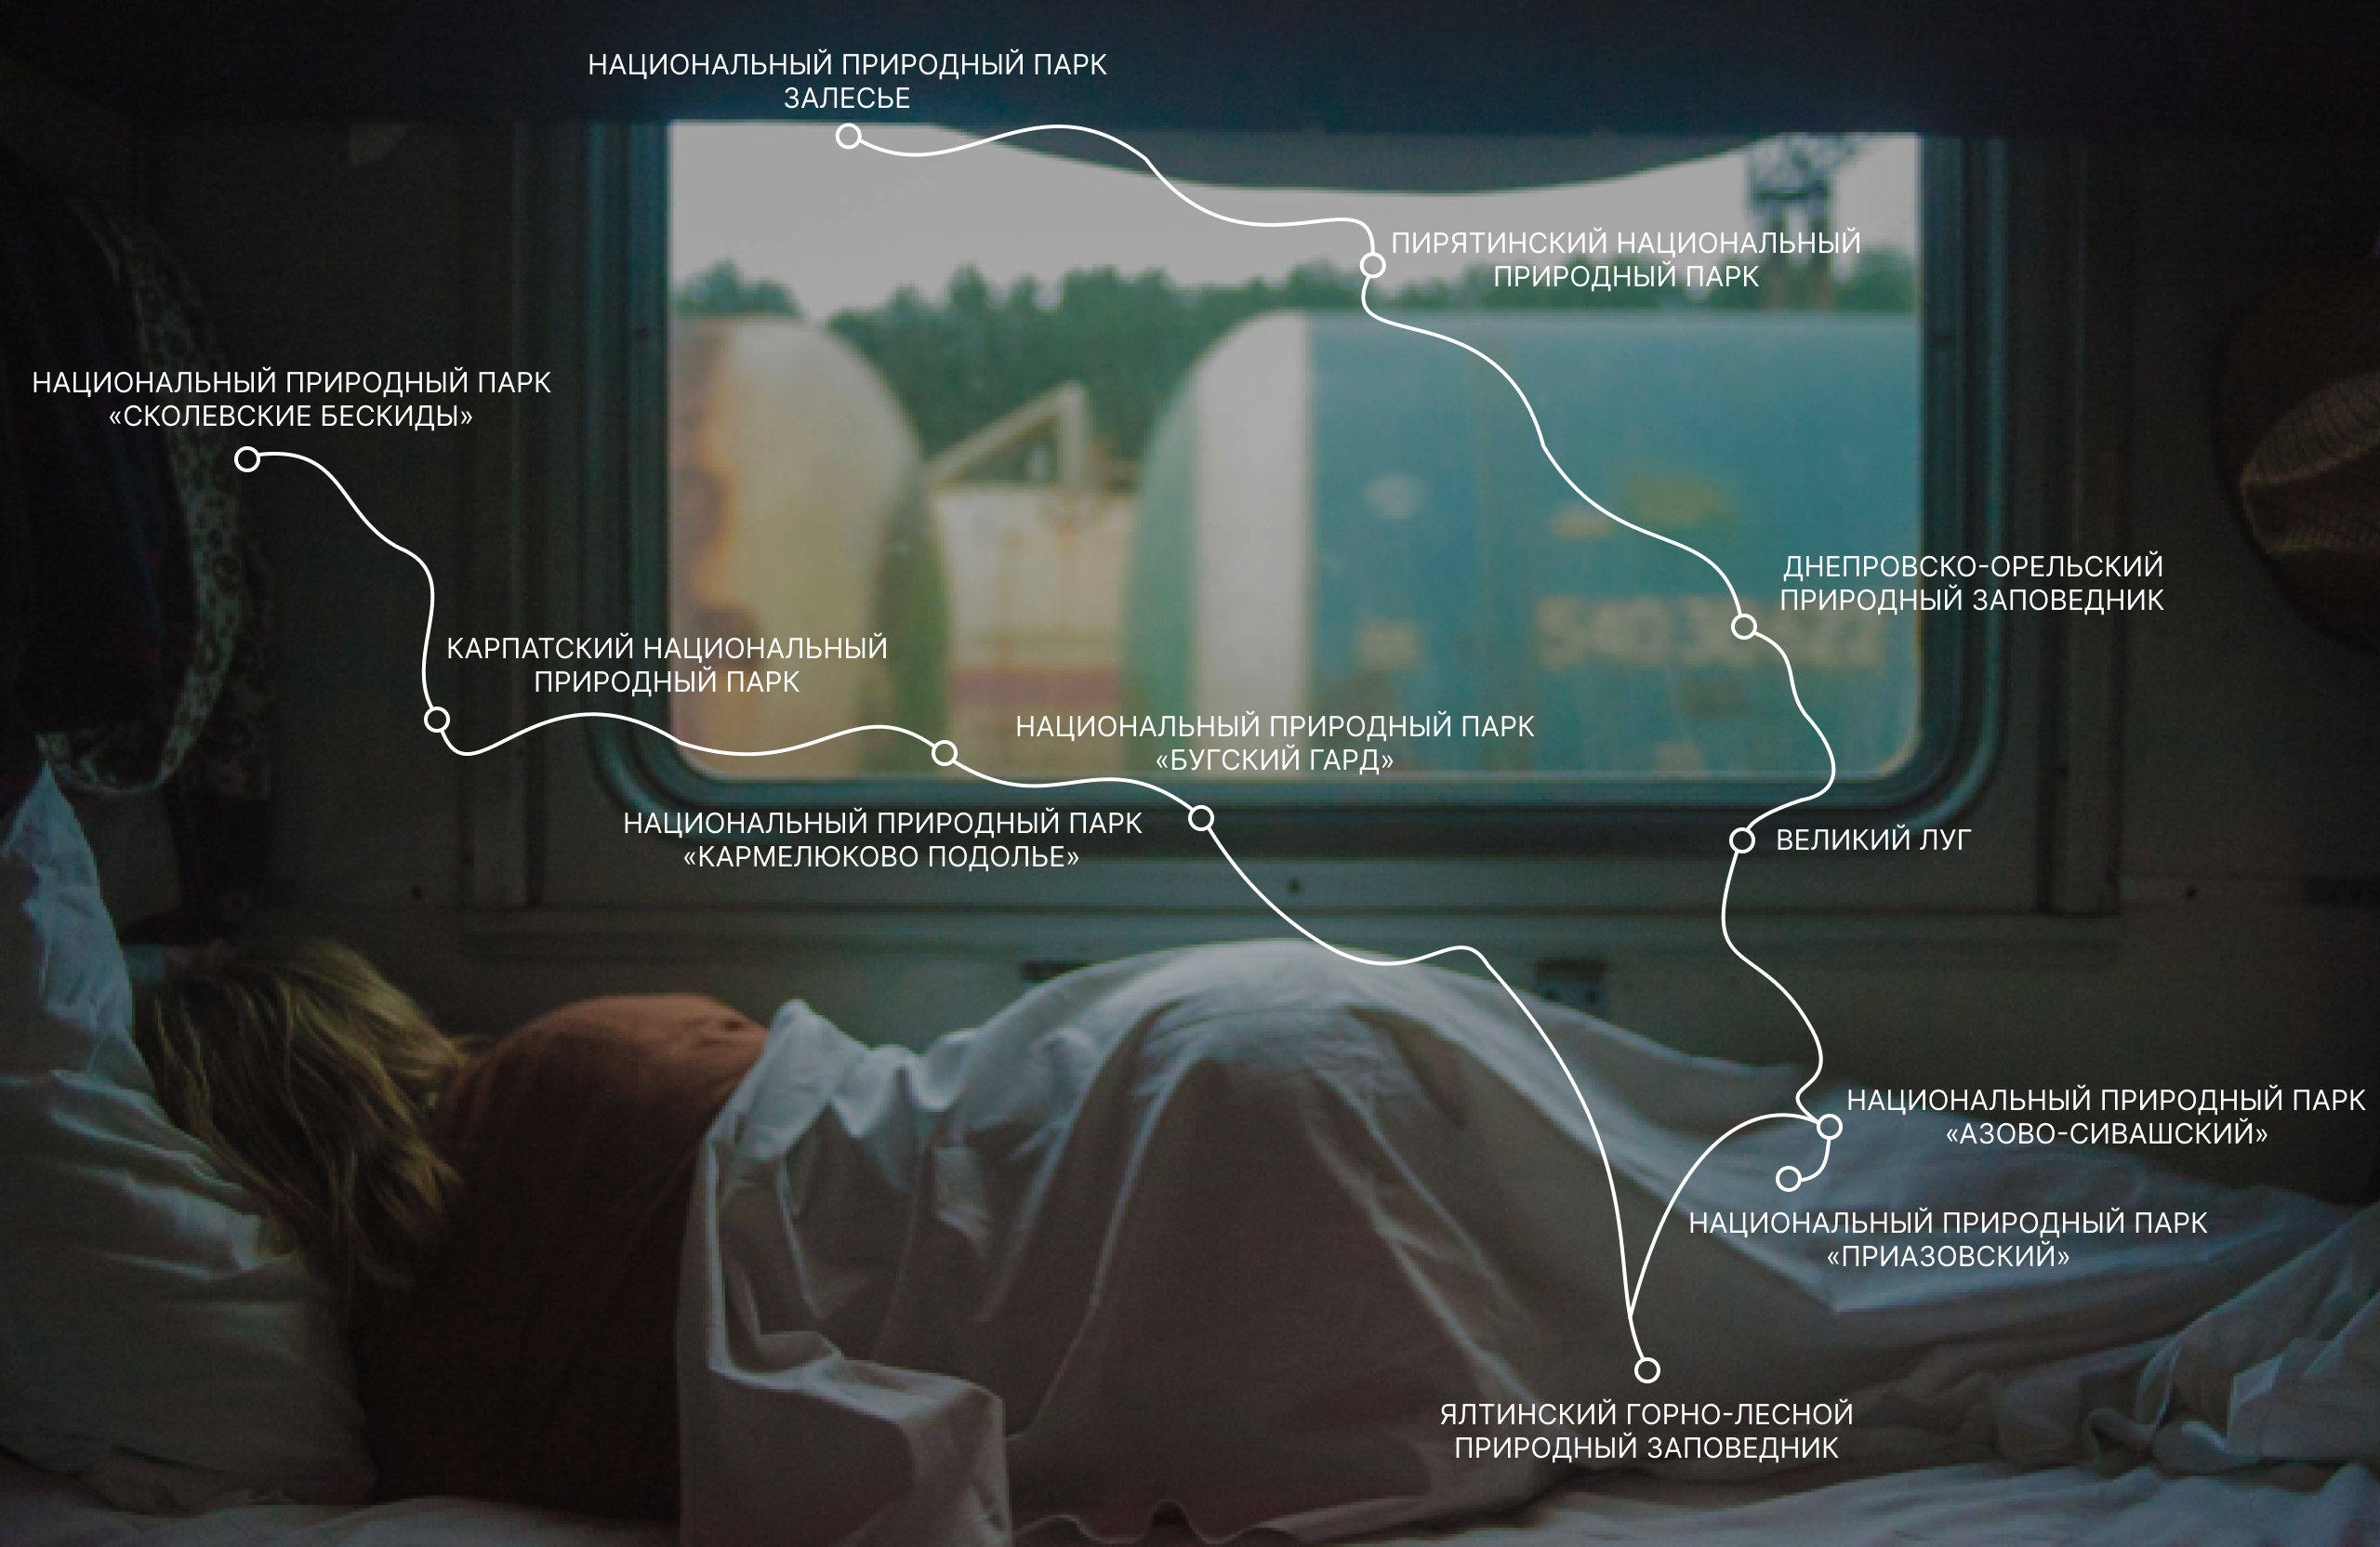 НАЦИОНАЛЬНЫЙ ПРИРОДНЫЙ ПАРК
ЗАЛЕСЬЕ
ПИРЯТИНСКИЙ НАЦИОНАЛЬНЫЙ
ПРИРОДНЫЙ ПАРК
НАЦИОНАЛЬНЫЙ ПРИРОДНЫЙ ПАРК
«СКОЛЕВСКИЕ БЕСКИДЫ»
ДНЕПРОВСКО-ОРЕЛЬСКИЙ
ПРИРОДНЫЙ ЗАПОВЕДНИК
КАРПАТСКИЙ НАЦИОНАЛЬНЫЙ
ПРИРОДНЫЙ ПАРК
НАЦИОНАЛЬНЫЙ ПРИРОДНЫЙ ПАРК
«БУГСКИЙ ГАРД»
НАЦИОНАЛЬНЫЙ ПРИРОДНЫЙ ПАРК
«КАРМЕЛЮКОВО ПОДОЛЬЕ»
ВЕЛИКИЙ ЛУГ
НАЦИОНАЛЬНЫЙ ПРИРОДНЫЙ ПАРК
«АЗОВО-СИВАШСКИЙ»
НАЦИОНАЛЬНЫЙ ПРИРОДНЫЙ ПАРК
«ПРИАЗОВСКИЙ»
ЯЛТИНСКИЙ ГОРНО-ЛЕСНОЙ
ПРИРОДНЫЙ ЗАПОВЕДНИК